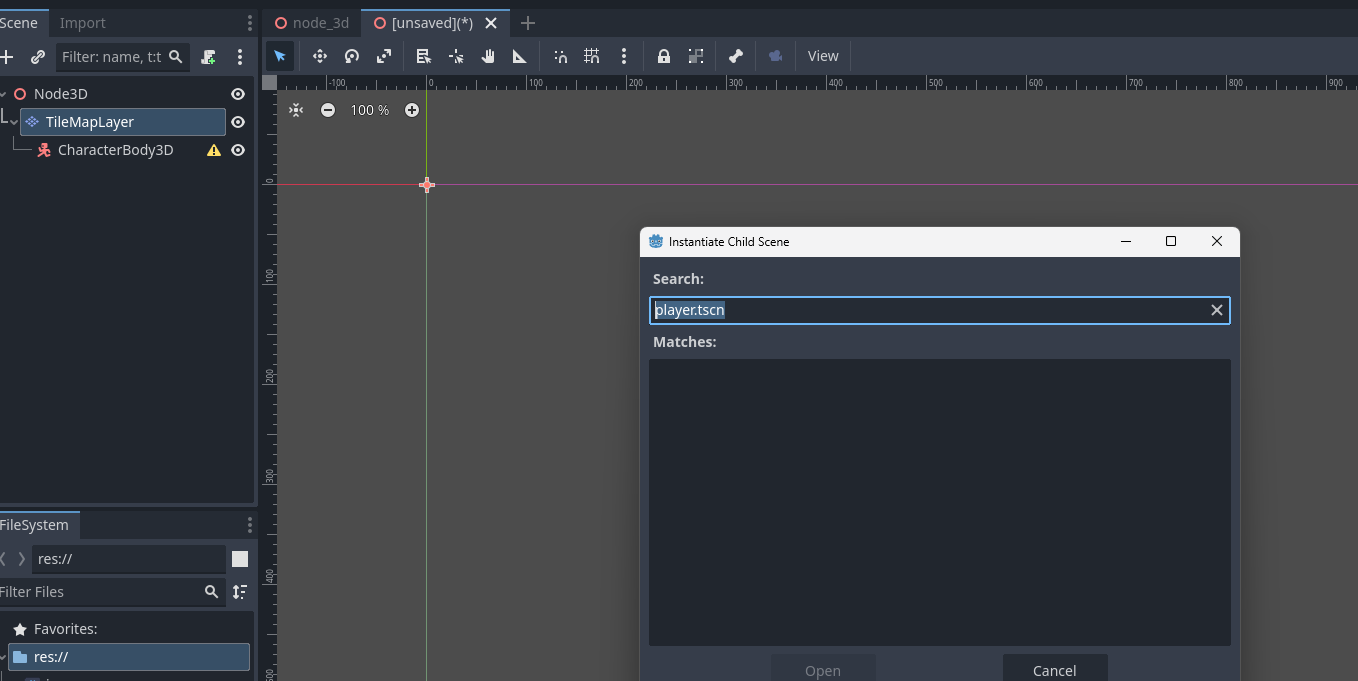 Scene Import
node_3d [unsaved](*)
Filter: name, t:t
View
-100 0 100 200 300 400 500 600 700 800 900
Node3D
100 %
TileMapLayer
CharacterBody3D
0
100
200
300
400
500
Instantiate Child Scene
Search:
player.tscn
Matches:
FileSystem
res://
Filter Files
Favorites:
res://
Open Cancel